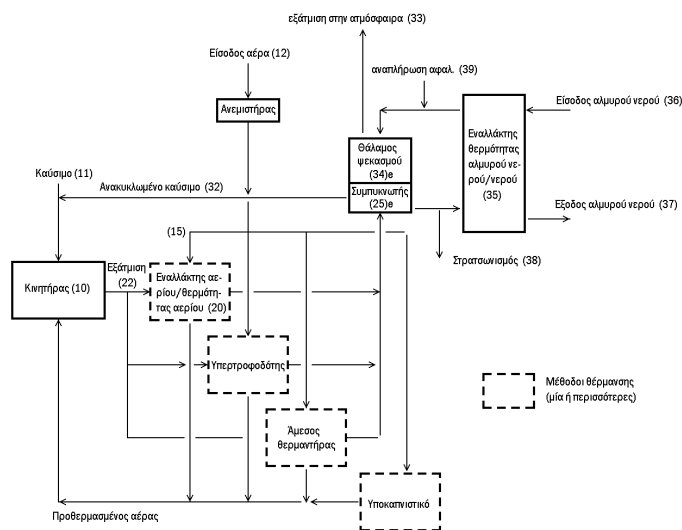 εξάτμιση στην ατμόσφαιρα (33)
Είσοδος αέρα (12)
αναπλήρωση αφαλ. (39)
Ανεμιστήρας
Είσοδος αλμυρού νερού (36)
Εναλλάκτης
θερμότητας
αλμυρού νε-
ρού/νερού
(35)
Θάλαμος
ψεκασμού
(34)e
Καύσιμο (11)
Ανακυκλωμένο καύσιμο (32)
Συμπυκνωτής
(25)e
Εξοδος αλμυρού νερού (37)
(15)
Στρατσωνισμός (38)
Κινητήρας (10)
Εξάτμιση
(22)
Εναλλάκτης αε-
ρίου/θερμότη-
τας αερίου (20)
Υπερτροφοδότης
Μέθοδοι θέρμανσης
(μία ή περισσότερες)
Άμεσος
θερμαντήρας
Υποκαπνιστικό
Προθερμασμένος αέρας